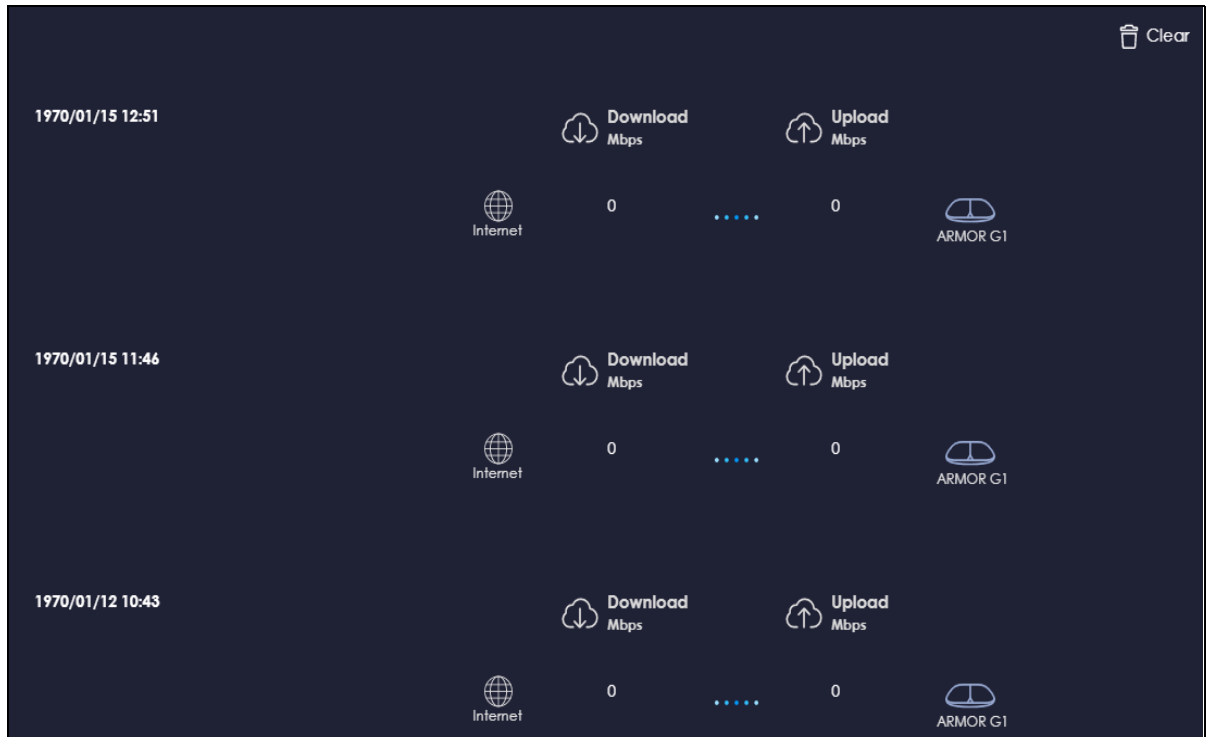 Clear
1970/01/15 12:51
Download
Mbps
Upload
Mbps
Internet
0
0
ARMOR G1
1970/01/15 11:46
Download
Mbps
Upload
Mbps
Internet
0
0
ARMOR G1
1970/01/12 10:43
Download
Mbps
Upload
Mbps
Internet
0
0
ARMOR G1